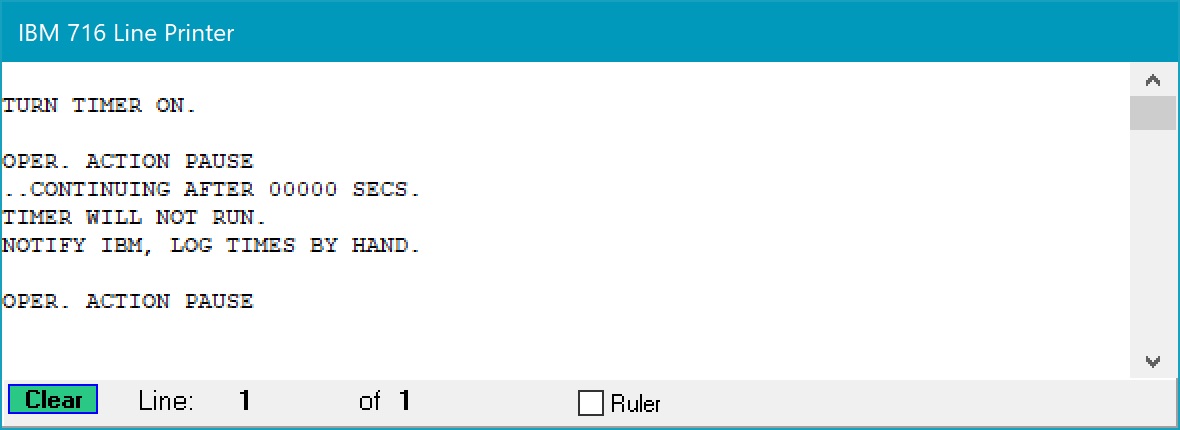 IBM 716 Line Printer
TURN TIMER ON.
OPER. ACTION PAUSE
..CONTINUING AFTER 00000 SECS.
TIMER WILL NOT RUN.
NOTIFY IBM, LOG TIMES BY HAND.
OPER. ACTION PAUSE
Clear Line: 1 of 1 Ruler